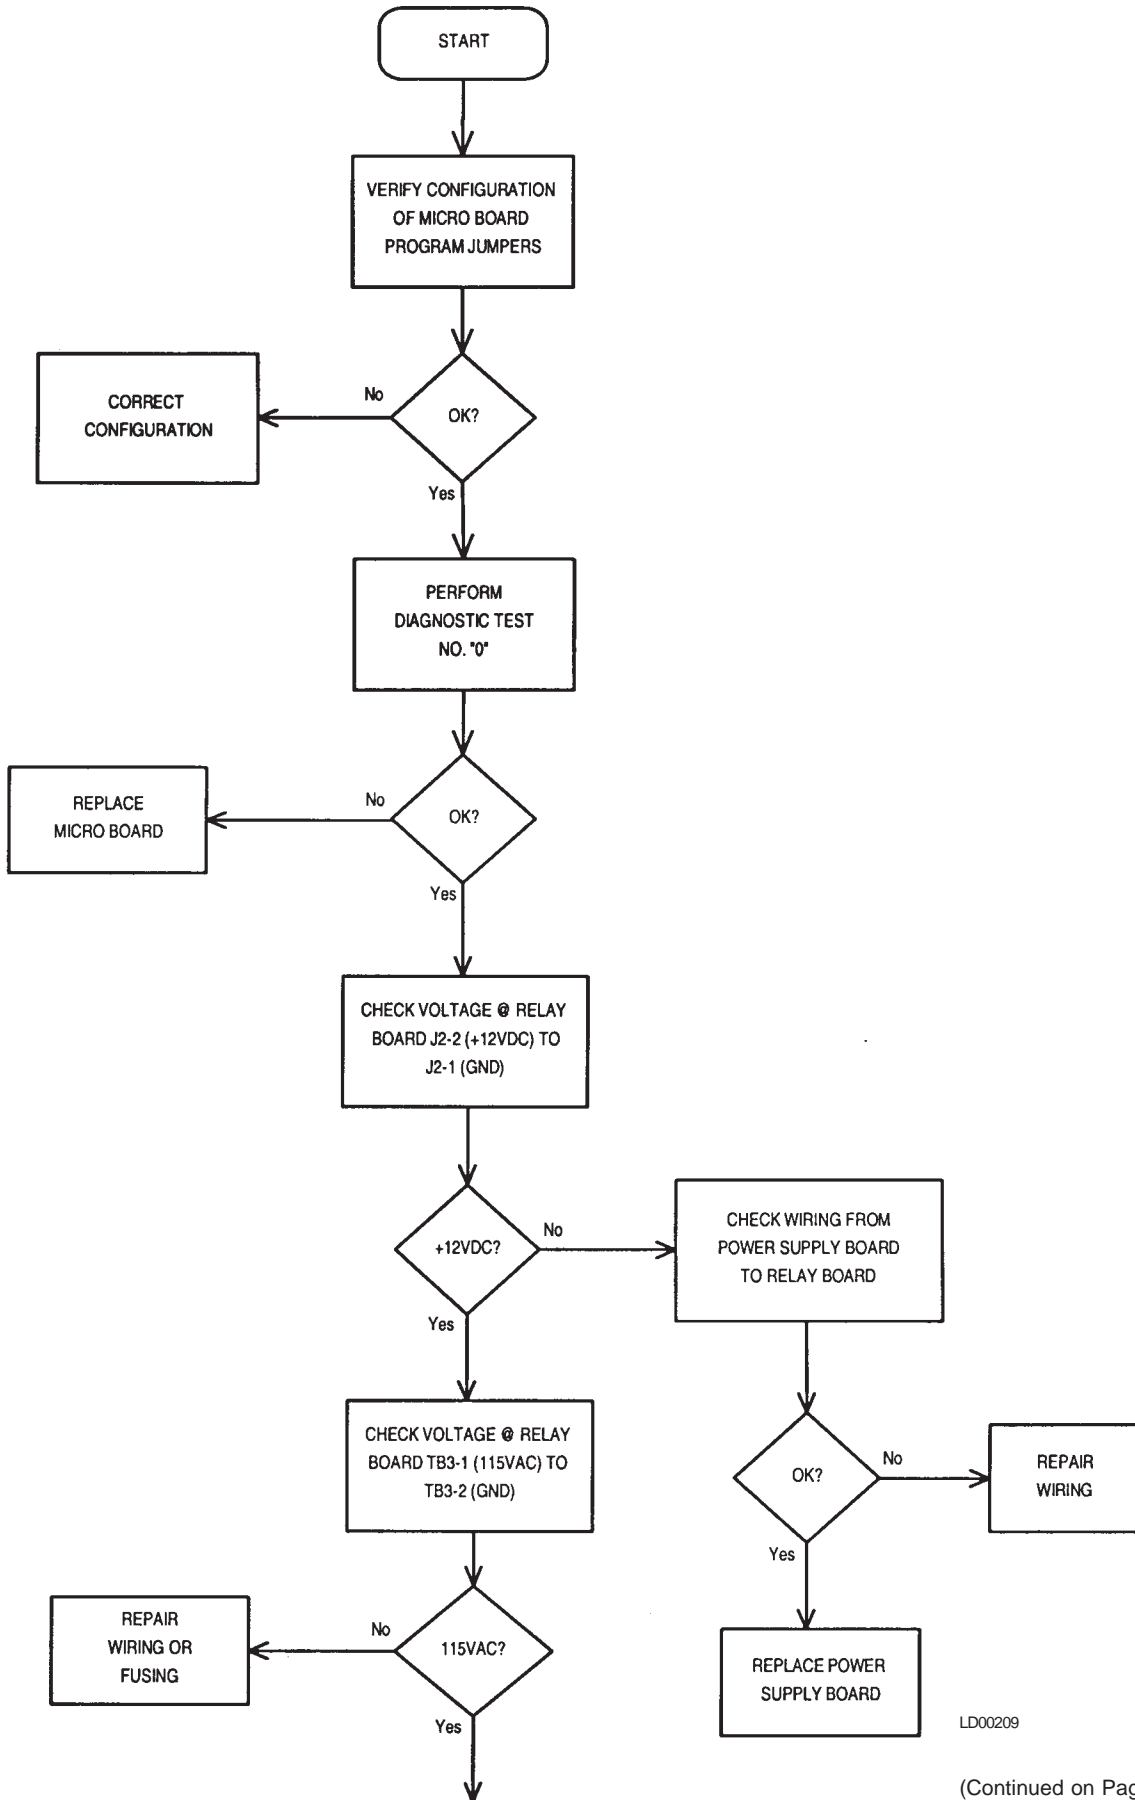 START
VERIFY CONFIGURATION
OF MICRO BOARD
PROGRAM JUMPERS
No
OK?
CORRECT
CONFIGURATION
Yes
PERFORM
DIAGNOSTIC TEST
NO. "0"
No
OK?
REPLACE
MICRO BOARD
Yes
CHECK VOLTAGE @ RELAY
BOARD J2-2 (+12VDC) TO
J2-1 (GND)
+12VDC?
No
CHECK WIRING FROM
POWER SUPPLY BOARD
TO RELAY BOARD
Yes
CHECK VOLTAGE @ RELAY
BOARD TB3-1 (115VAC) TO
TB3-2 (GND)
OK?
No
REPAIR
WIRING
Yes
REPLACE POWER
SUPPLY BOARD
115VAC?
No
REPAIR
WIRING OR
FUSING
Yes
LD00209
(Continued on Pag